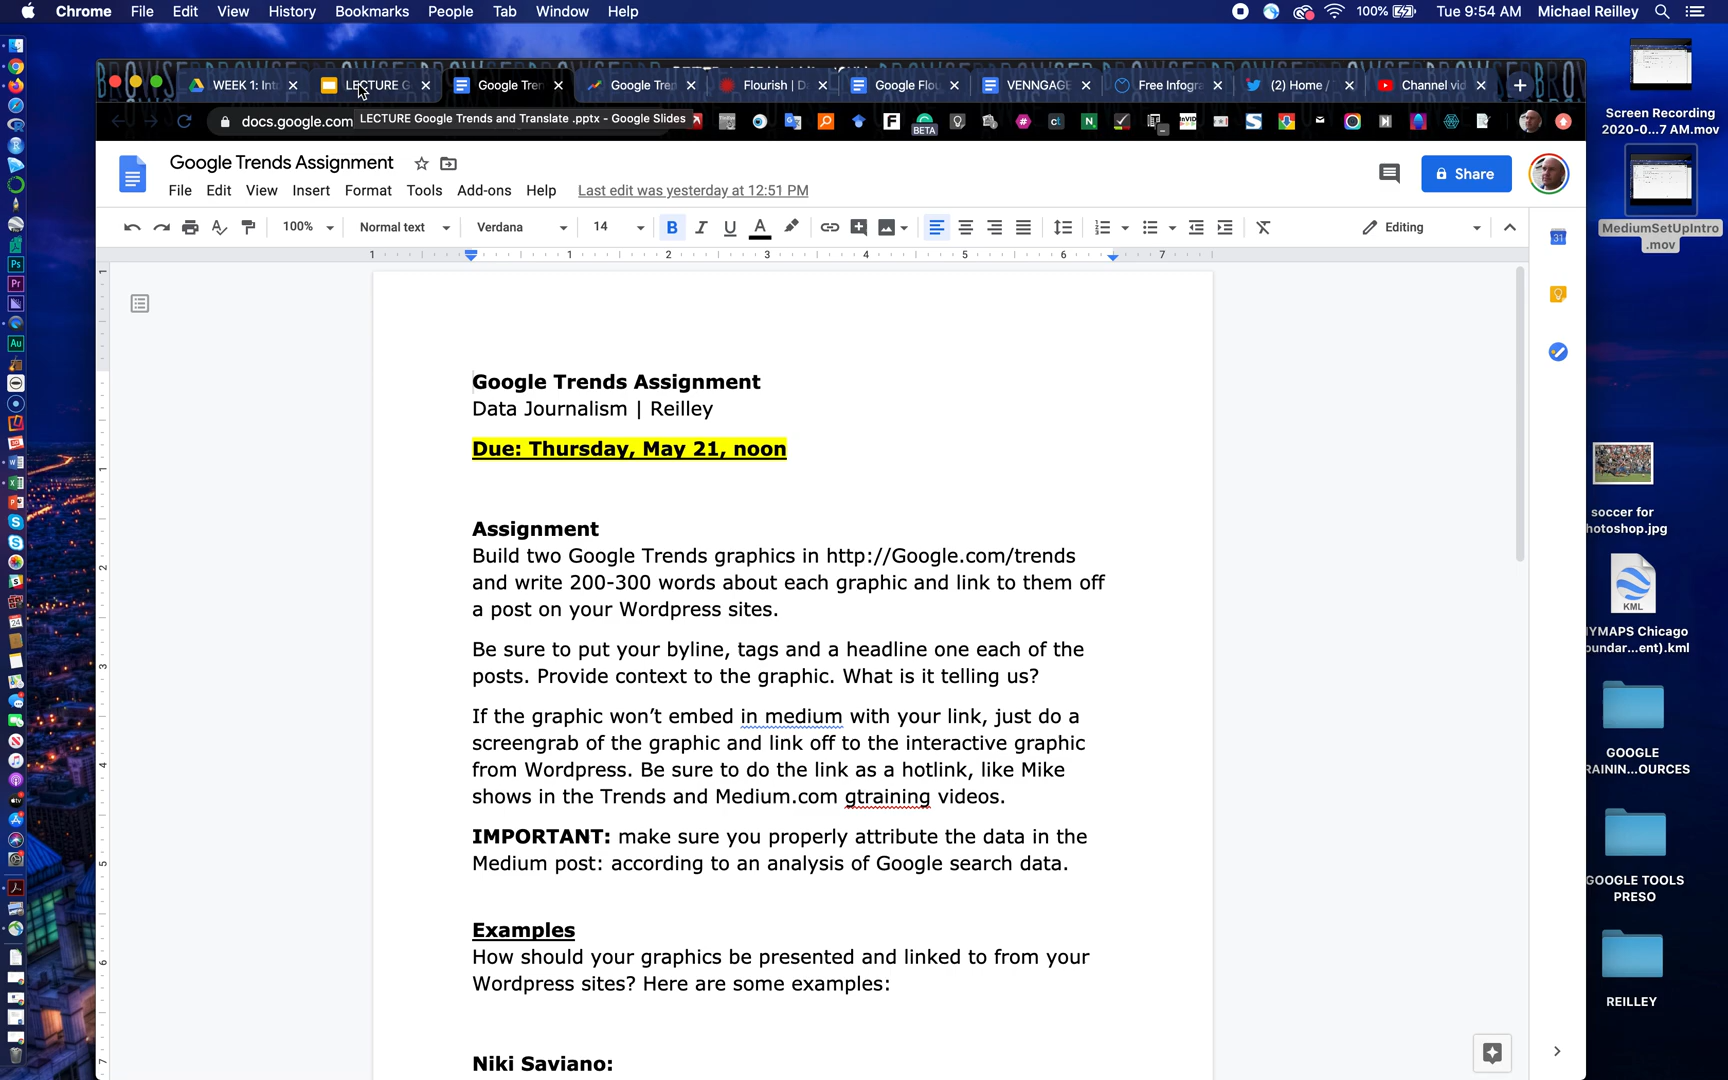 Chrome File Edit View History Bookmarks People Tab Window Help
100% Tue 9:54 AM Michael Reilley
WEEK 1: Int
LECTURE G
Google Tren
Google Tren
Flourish | D
Google Flou
VENNGAGE
Free Infogra
(2) Home /
Channel vid
docs.google.com
LECTURE Google Trends and Translate .pptx - Google Slides
BETA
Google Trends Assignment
Share
File Edit View Insert Format Tools Add-ons Help Last edit was yesterday at 12:51 PM
100% Normal text Verdana 14 Editing
1 1 2 3 4 5 6 7
Google Trends Assignment
Data Journalism | Reilley
Due: Thursday, May 21, noon
Assignment
Build two Google Trends graphics in http://Google.com/trends
and write 200-300 words about each graphic and link to them off
a post on your Wordpress sites.
Be sure to put your byline, tags and a headline one each of the
posts. Provide context to the graphic. What is it telling us?
If the graphic won’t embed in medium with your link, just do a
screengrab of the graphic and link off to the interactive graphic
from Wordpress. Be sure to do the link as a hotlink, like Mike
shows in the Trends and Medium.com gtraining videos.
IMPORTANT: make sure you properly attribute the data in the
Medium post: according to an analysis of Google search data.
Examples
How should your graphics be presented and linked to from your
Wordpress sites? Here are some examples:
Niki Saviano:
Screen Recording
2020-0...7 AM.mov
MediumSetUpIntro
.mov
soccer for
hotoshop.jpg
KML
YMAPS Chicago
oundar...ent).kml
GOOGLE
RAININ...OURCES
GOOGLE TOOLS
PRESO
REILLEY